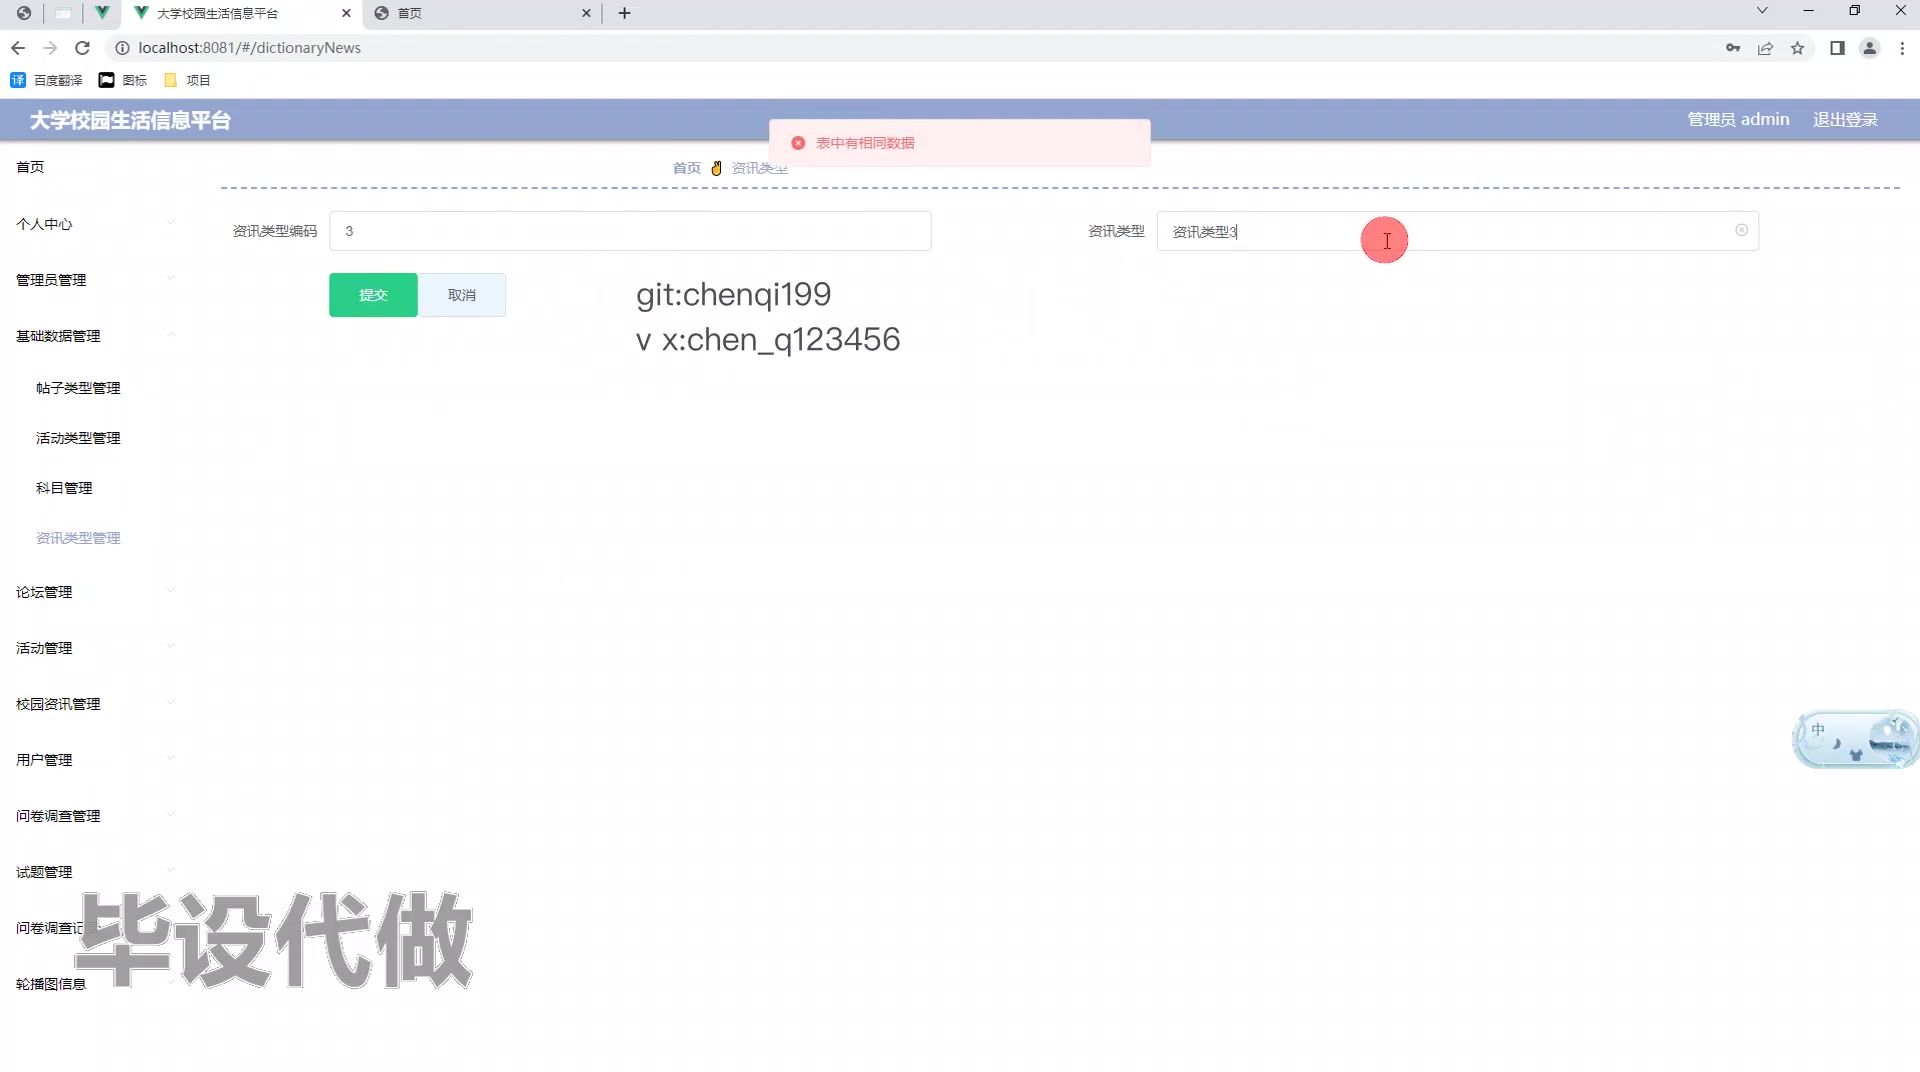 大学校园生活信息平台
首页
localhost:8081/#/dictionaryNews
译 百度翻译 图标 项目
大学校园生活信息平台
管理员 admin 退出登录
表中有相同数据
首页 资讯类型
首页
个人中心
管理员管理
基础数据管理
帖子类型管理
活动类型管理
科目管理
资讯类型管理
论坛管理
活动管理
校园资讯管理
用户管理
问卷调查管理
试题管理
问卷调查记
轮播图信息
资讯类型编码 3
资讯类型 资讯类型3
提交 取消
git:chenqi199
v x:chen_q123456
中
毕设代做